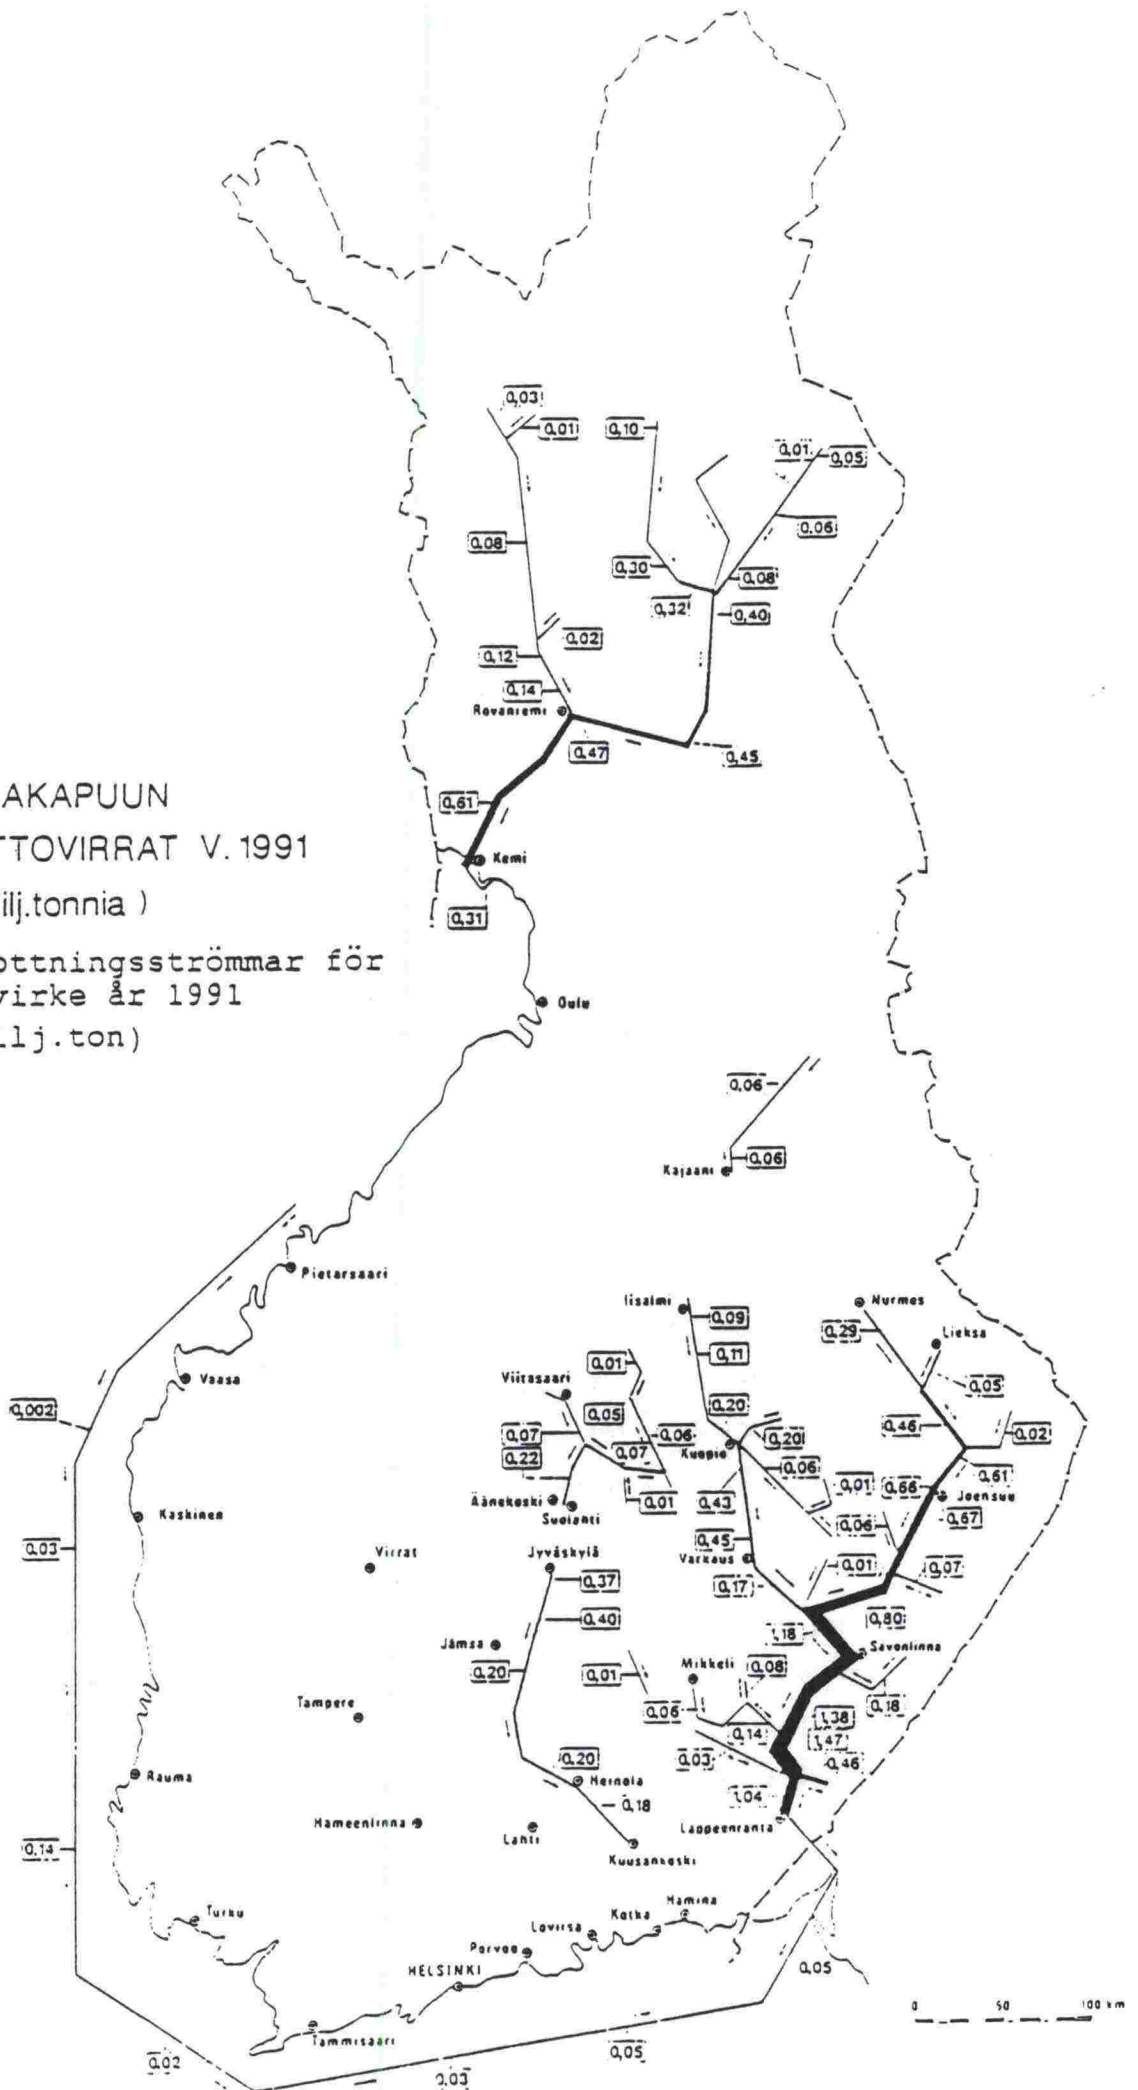 0,03
0,01
0,10
0,01
0,05
0,06
0,08
0,30
0,08
0,32
0,40
0,02
0,12
0,14
Rovaniemi
0,47
0,45
AKAPUUN
0,61
TTOVIRRAT V. 1991
Kemi
ilj.tonnia )
0,31
ottningsströmmar för
virke år 1991
Oulu
ilj.ton)
0,06
0,06
Kajaani
Pietarsaari
Iisalmi
Nurmes
0,09
0,29
Lieksa
0,11
0,01
Vaasa
Viitasaari
0,05
0,002
0,20
0,05
0,07
0,06
0,46
0,02
Kuopio
0,20
0,22
0,07
0,06
0,61
0,66
Joensuu
Äänekoski
0,01
0,43
0,01
Suolahti
0,67
Kaskinen
0,06
0,45
0,03
Virrat
Jyväskylä
Varkaus
0,01
0,07
0,37
0,17
0,40
0,80
1,18
Jämsä
Savonlinna
0,20
0,01
Mikkeli
0,08
0,18
Tampere
0,06
1,38
0,14
1,47
0,03
0,46
0,20
Rauma
Heinola
1,04
0,18
Hämeenlinna
Lahti
Lappeenranta
0,14
Kuusankoski
Hamina
Turku
Kotka
Loviisa
Porvoo
0,05
HELSINKI
0 50 100 km
Tammisaari
0,02
0,05
0,03